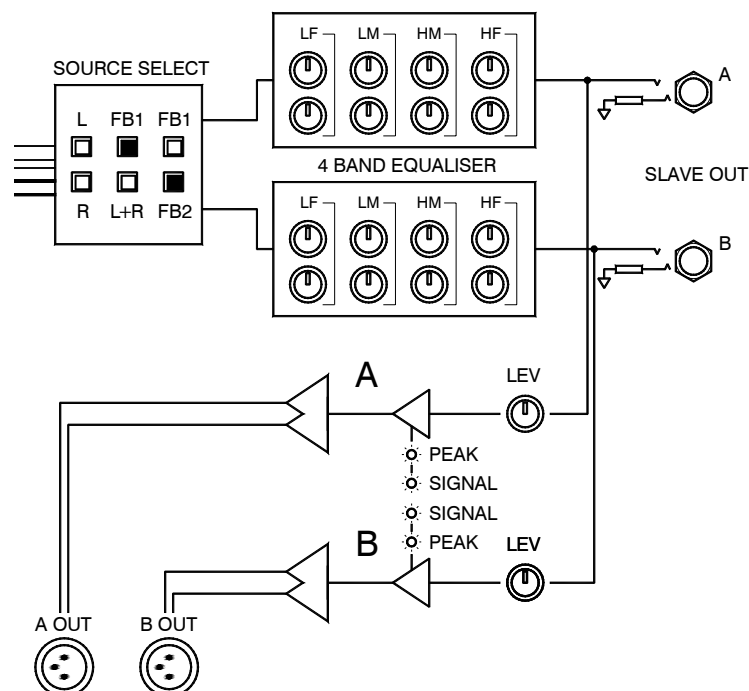 LF LM HM HF
SOURCE SELECT
A
L FB1 FB1
4 BAND EQUALISER
SLAVE OUT
R L+R FB2
LF LM HM HF
B
A
LEV
PEAK
SIGNAL
SIGNAL
B
PEAK
LEV
A OUT B OUT